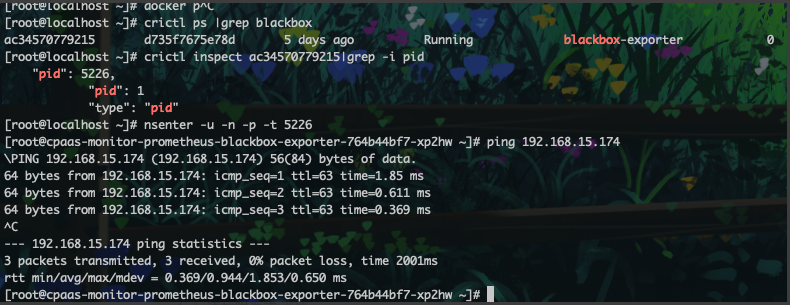 [root@localhost ~]# docker p^C
[root@localhost ~]# crictl ps |grep blackbox
ac34570779215       d735f7675e78d       5 days ago          Running             blackbox-exporter            0
[root@localhost ~]# crictl inspect ac34570779215|grep -i pid
    "pid": 5226,
            "pid": 1
            "type": "pid"
[root@localhost ~]# nsenter -u -n -p -t 5226
[root@cpaas-monitor-prometheus-blackbox-exporter-764b44bf7-xp2hw ~]# ping 192.168.15.174
\PING 192.168.15.174 (192.168.15.174) 56(84) bytes of data.
64 bytes from 192.168.15.174: icmp_seq=1 ttl=63 time=1.85 ms
64 bytes from 192.168.15.174: icmp_seq=2 ttl=63 time=0.611 ms
64 bytes from 192.168.15.174: icmp_seq=3 ttl=63 time=0.369 ms
^C
--- 192.168.15.174 ping statistics ---
3 packets transmitted, 3 received, 0% packet loss, time 2001ms
rtt min/avg/max/mdev = 0.369/0.944/1.853/0.650 ms
[root@cpaas-monitor-prometheus-blackbox-exporter-764b44bf7-xp2hw ~]#